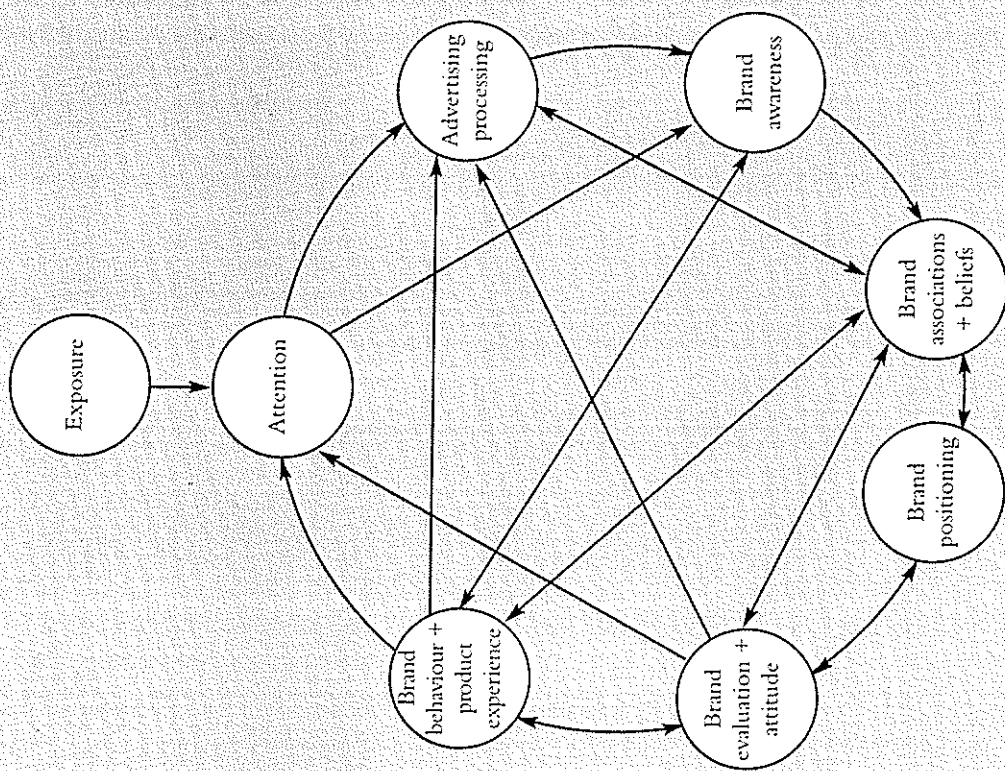 Exposure
Attention
Advertising
processing
Brand
awareness
Brand
associations
+ beliefs
Brand
positioning
Brand
evaluation +
attitude
Brand
behaviour +
product
experience